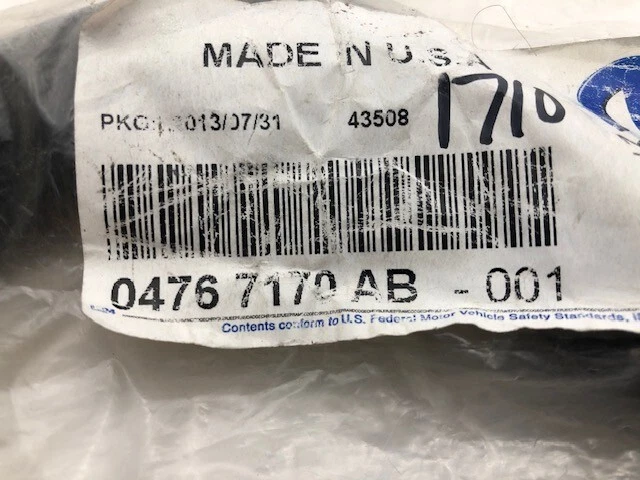 MADE IN U.S.A
PKG: 2013/07/31 43508 1710
0476 7170 AB - 001
Contents conform to U.S. Federal Motor Vehicle Safety Standards,